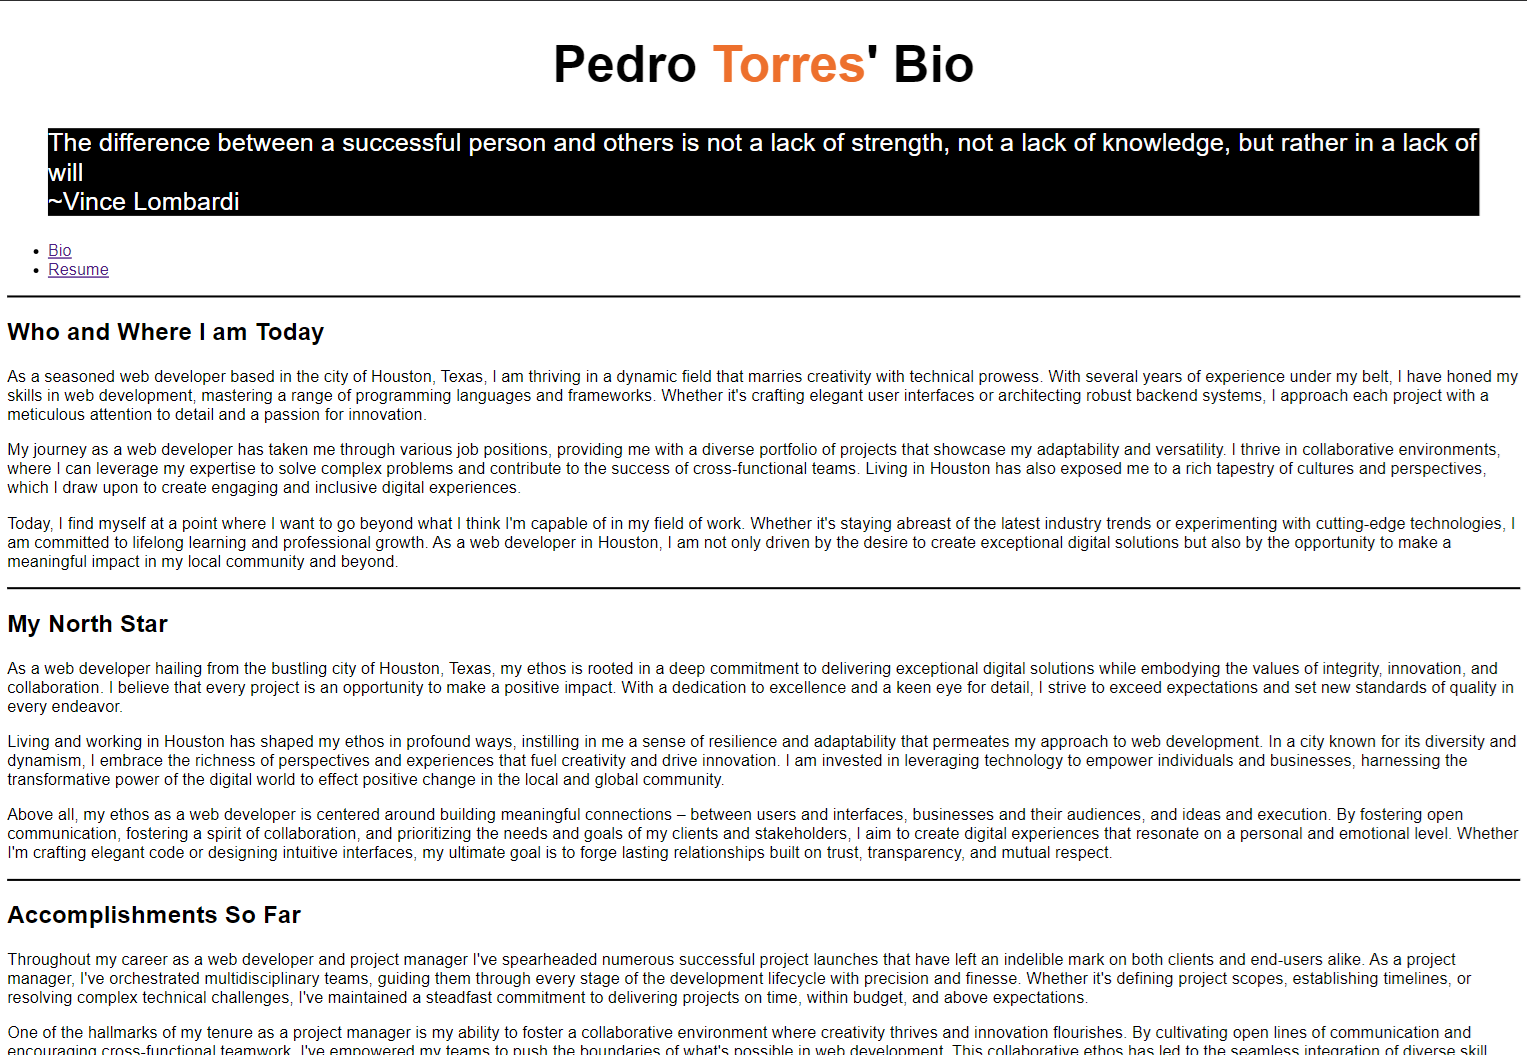 Pedro Torres' Bio
The difference between a successful person and others is not a lack of strength, not a lack of knowledge, but rather in a lack of
will
~Vince Lombardi
Bio
Resume
Who and Where I am Today
As a seasoned web developer based in the city of Houston, Texas, I am thriving in a dynamic field that marries creativity with technical prowess. With several years of experience under my belt, I have honed my
skills in web development, mastering a range of programming languages and frameworks. Whether it's crafting elegant user interfaces or architecting robust backend systems, I approach each project with a
meticulous attention to detail and a passion for innovation.
My journey as a web developer has taken me through various job positions, providing me with a diverse portfolio of projects that showcase my adaptability and versatility. I thrive in collaborative environments,
where I can leverage my expertise to solve complex problems and contribute to the success of cross-functional teams. Living in Houston has also exposed me to a rich tapestry of cultures and perspectives,
which I draw upon to create engaging and inclusive digital experiences.
Today, I find myself at a point where I want to go beyond what I think I'm capable of in my field of work. Whether it's staying abreast of the latest industry trends or experimenting with cutting-edge technologies, I
am committed to lifelong learning and professional growth. As a web developer in Houston, I am not only driven by the desire to create exceptional digital solutions but also by the opportunity to make a
meaningful impact in my local community and beyond.
My North Star
As a web developer hailing from the bustling city of Houston, Texas, my ethos is rooted in a deep commitment to delivering exceptional digital solutions while embodying the values of integrity, innovation, and
collaboration. I believe that every project is an opportunity to make a positive impact. With a dedication to excellence and a keen eye for detail, I strive to exceed expectations and set new standards of quality in
every endeavor.
Living and working in Houston has shaped my ethos in profound ways, instilling in me a sense of resilience and adaptability that permeates my approach to web development. In a city known for its diversity and
dynamism, I embrace the richness of perspectives and experiences that fuel creativity and drive innovation. I am invested in leveraging technology to empower individuals and businesses, harnessing the
transformative power of the digital world to effect positive change in the local and global community.
Above all, my ethos as a web developer is centered around building meaningful connections – between users and interfaces, businesses and their audiences, and ideas and execution. By fostering open
communication, fostering a spirit of collaboration, and prioritizing the needs and goals of my clients and stakeholders, I aim to create digital experiences that resonate on a personal and emotional level. Whether
I'm crafting elegant code or designing intuitive interfaces, my ultimate goal is to forge lasting relationships built on trust, transparency, and mutual respect.
Accomplishments So Far
Throughout my career as a web developer and project manager I've spearheaded numerous successful project launches that have left an indelible mark on both clients and end-users alike. As a project
manager, I've orchestrated multidisciplinary teams, guiding them through every stage of the development lifecycle with precision and finesse. Whether it's defining project scopes, establishing timelines, or
resolving complex technical challenges, I've maintained a steadfast commitment to delivering projects on time, within budget, and above expectations.
One of the hallmarks of my tenure as a project manager is my ability to foster a collaborative environment where creativity thrives and innovation flourishes. By cultivating open lines of communication and
encouraging cross-functional teamwork, I've empowered my teams to push the boundaries of what's possible in web development. This collaborative ethos has led to the seamless integration of diverse skill